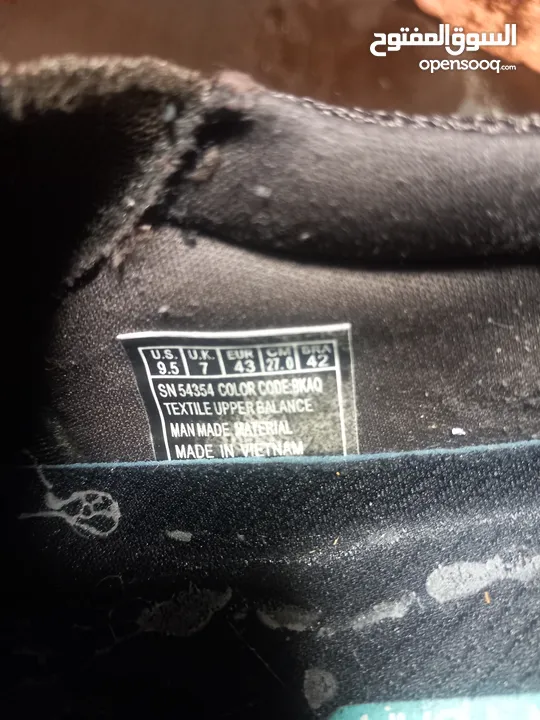 السوق المفتوح
opensooq.com
U.S. U.K. EUR CM BRA
9.5 7 43 27.0 42
SN 54354 COLOR CODE:BKAQ
TEXTILE UPPER BALANCE
MAN MADE MATERIAL
MADE IN VIETNAM